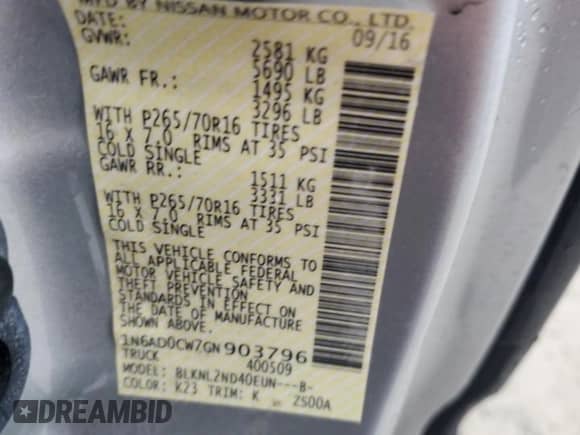 MFD BY NISSAN MOTOR CO., LTD.
DATE: 09/16
GVWR: 2581 KG
5690 LB
GAWR FR.: 1495 KG
3296 LB
WITH P265/70R16 TIRES
16 X 7.0 RIMS AT 35 PSI
COLD SINGLE
GAWR RR.: 1511 KG
3331 LB
WITH P265/70R16 TIRES
16 X 7.0 RIMS AT 35 PSI
COLD SINGLE
THIS VEHICLE CONFORMS TO
ALL APPLICABLE FEDERAL
MOTOR VEHICLE SAFETY AND
THEFT PREVENTION
STANDARDS IN EFFECT ON
THE DATE OF MANUFACTURE
SHOWN ABOVE.
1N6AD0CW7GN903796
TRUCK 400509
MODEL: BLKNL2ND40EUN---B-
COLOR: K23 TRIM: K 2S00A
DREAMBID